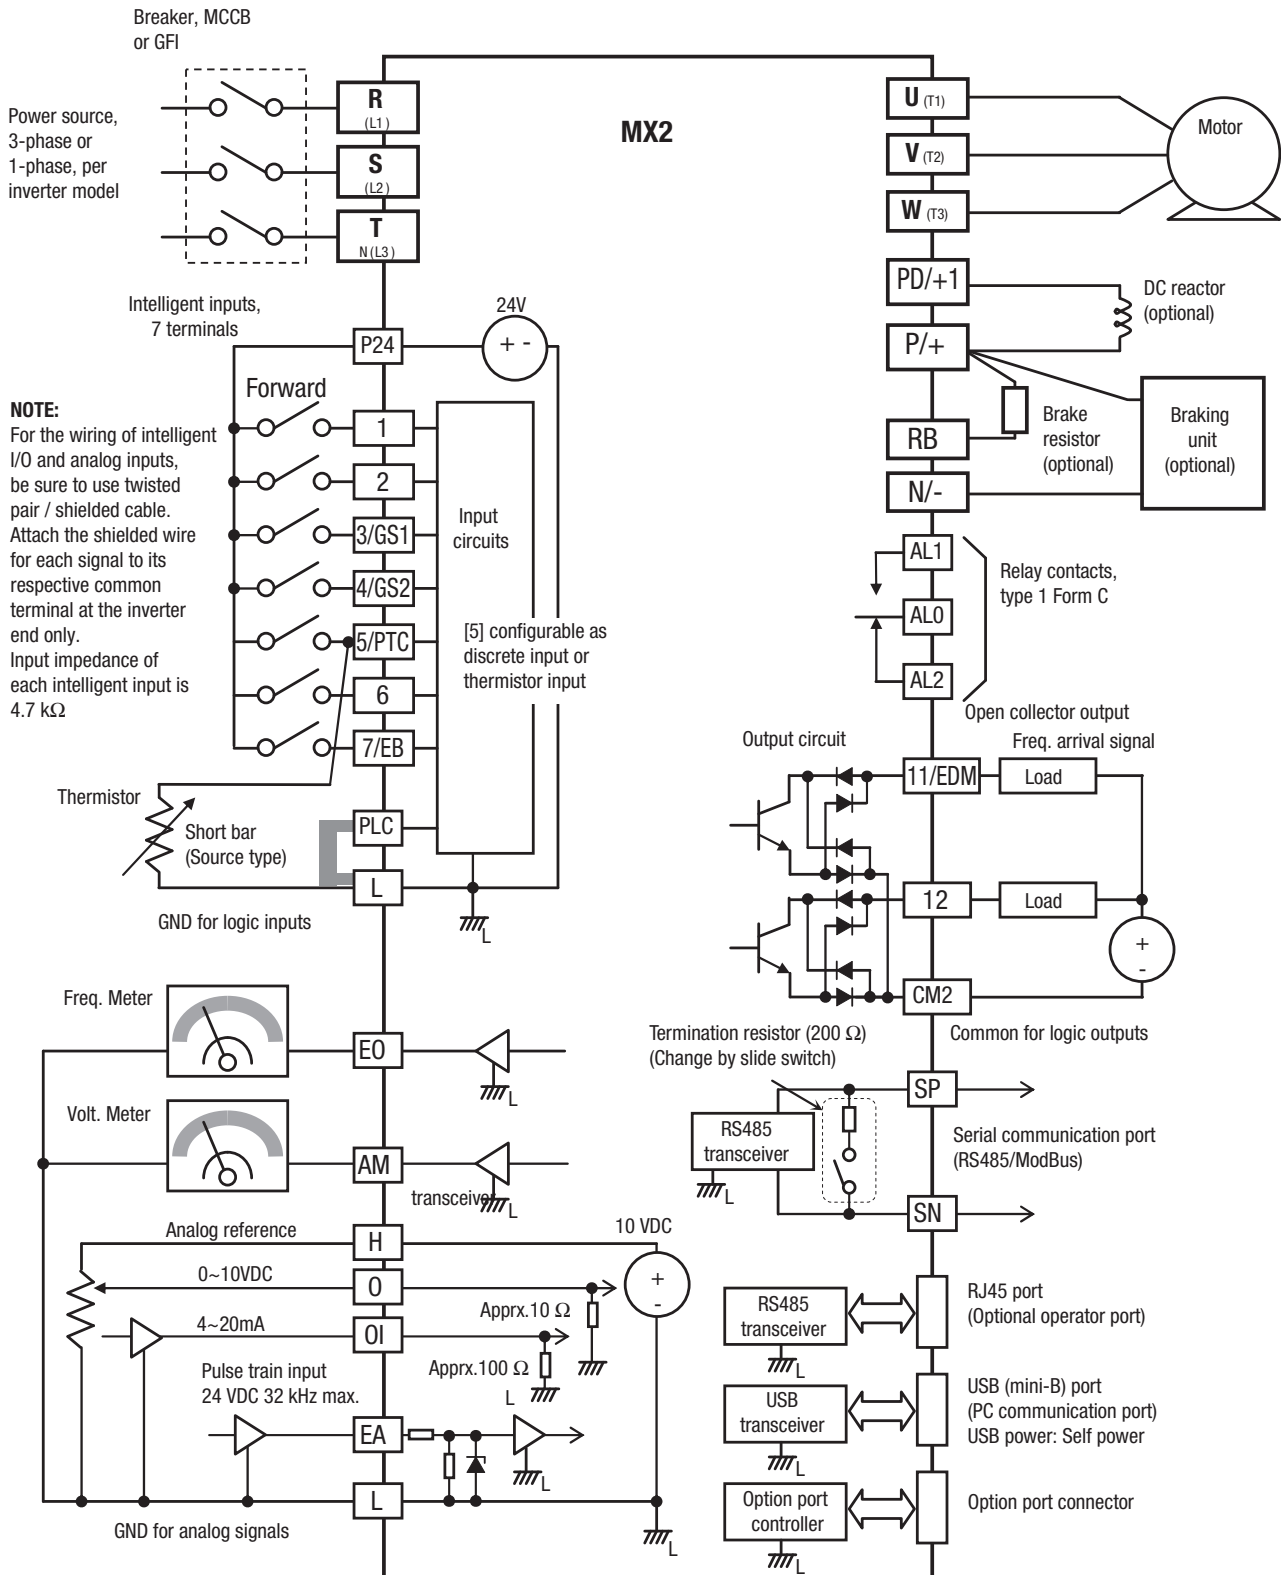 Breaker, MCCB
or GFI
Power source,
3-phase or
1-phase, per
inverter model
R
(L1)
S
(L2)
T
N (L3)
MX2
U (T1)
V (T2)
W (T3)
Motor
PD/+1
P/+
DC reactor
(optional)
RB
N/-
Brake
resistor
(optional)
Braking
unit
(optional)
Intelligent inputs,
7 terminals
24V
+ -
P24
Forward
1
2
3/GS1
4/GS2
5/PTC
6
7/EB
PLC
L
Input
circuits
[5] configurable as
discrete input or
thermistor input
NOTE:
For the wiring of intelligent
I/O and analog inputs,
be sure to use twisted
pair / shielded cable.
Attach the shielded wire
for each signal to its
respective common
terminal at the inverter
end only.
Input impedance of
each intelligent input is
4.7 kΩ
Thermistor
Short bar
(Source type)
GND for logic inputs
L
AL1
AL0
AL2
Relay contacts,
type 1 Form C
Open collector output
Output circuit
Freq. arrival signal
11/EDM
Load
12
Load
+
-
CM2
Common for logic outputs
Freq. Meter
EO
L
Volt. Meter
AM
transceiver
L
Termination resistor (200 Ω)
(Change by slide switch)
RS485
transceiver
L
SP
SN
Serial communication port
(RS485/ModBus)
Analog reference
H
10 VDC
+
-
0~10VDC
O
Apprx.10 Ω
4~20mA
OI
Apprx.100 Ω
L
Pulse train input
24 VDC 32 kHz max.
EA
L
L
GND for analog signals
L
RS485
transceiver
L
RJ45 port
(Optional operator port)
USB
transceiver
L
USB (mini-B) port
(PC communication port)
USB power: Self power
Option port
controller
L
Option port connector